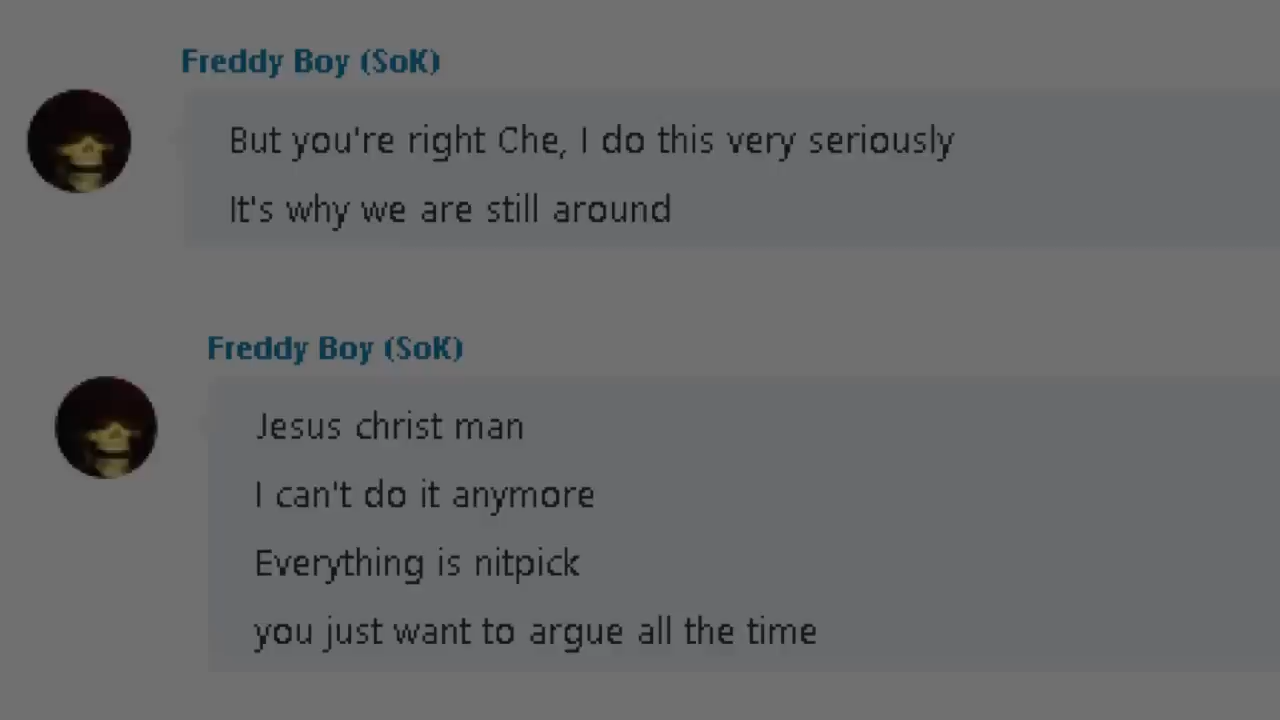 Freddy Boy (SoK)
But you're right Che, I do this very seriously
It's why we are still around
Freddy Boy (SoK)
Jesus christ man
I can't do it anymore
Everything is nitpick
you just want to argue all the time